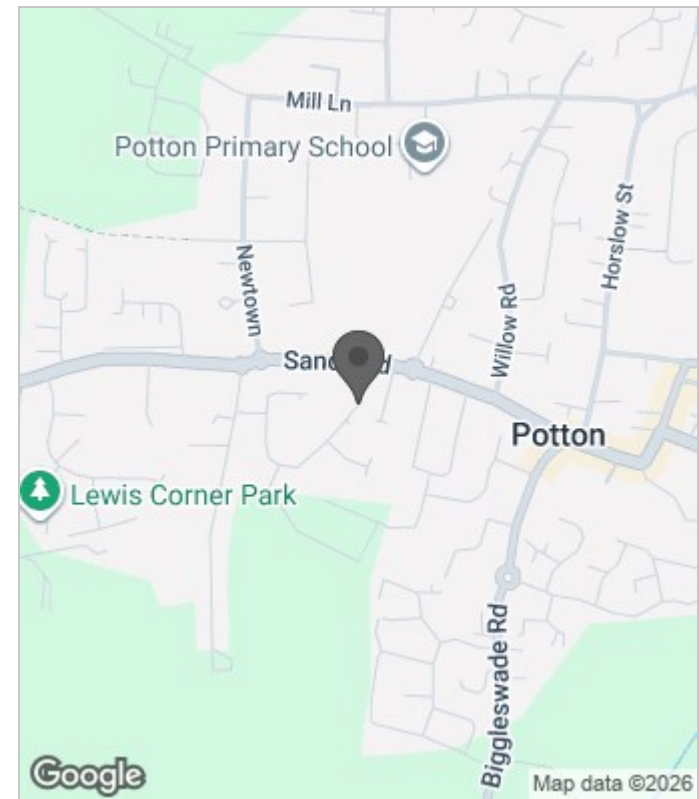 Mill Ln
Potton Primary School
Horslow St
Newtown
Willow Rd
Potton
Lewis Corner Park
Biggleswade Rd
Google
Map data ©2026